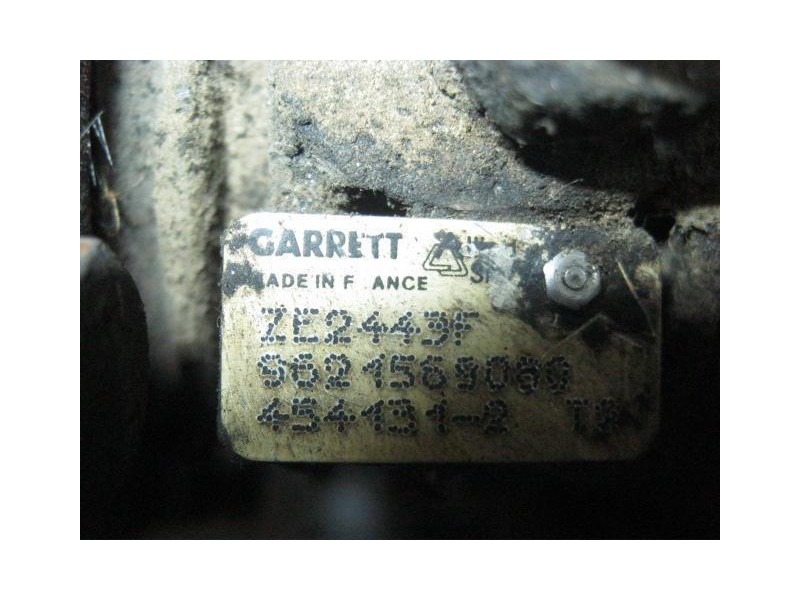 GARRETT
MADE IN F ANCE
ZE2443F
9621569080
454131-2